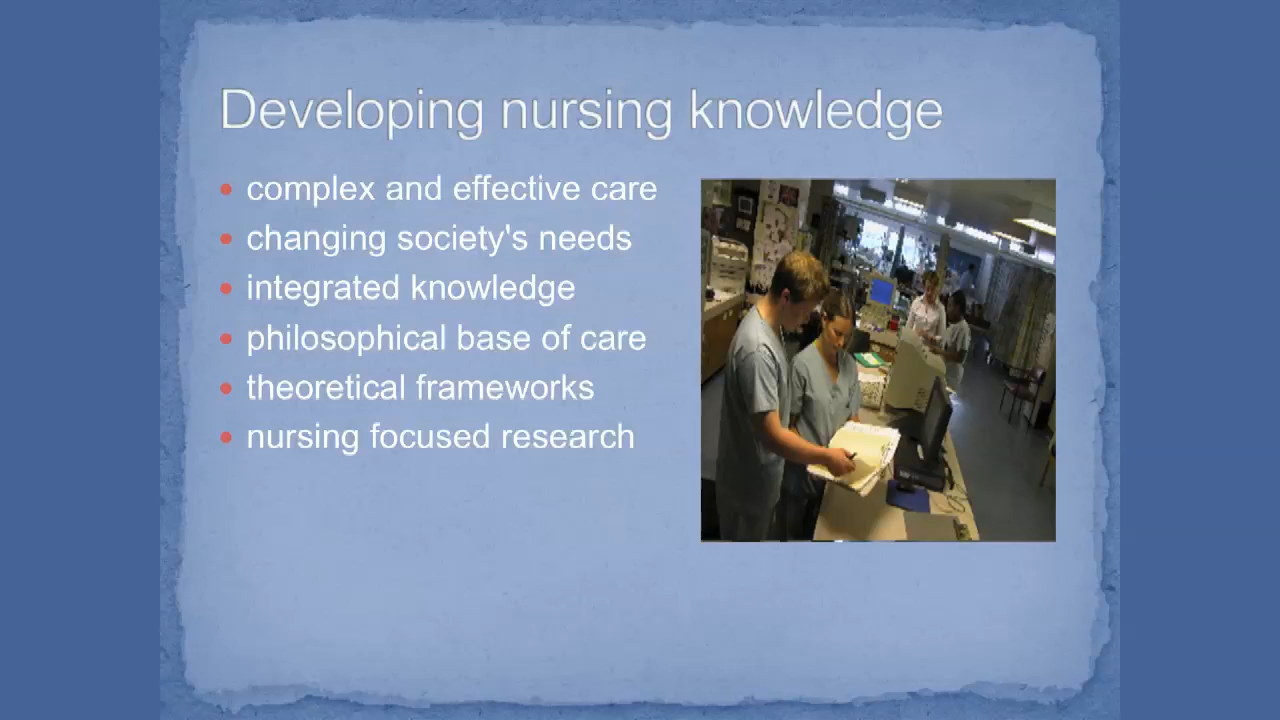 Developing nursing knowledge
complex and effective care
changing society's needs
integrated knowledge
philosophical base of care
theoretical frameworks
nursing focused research